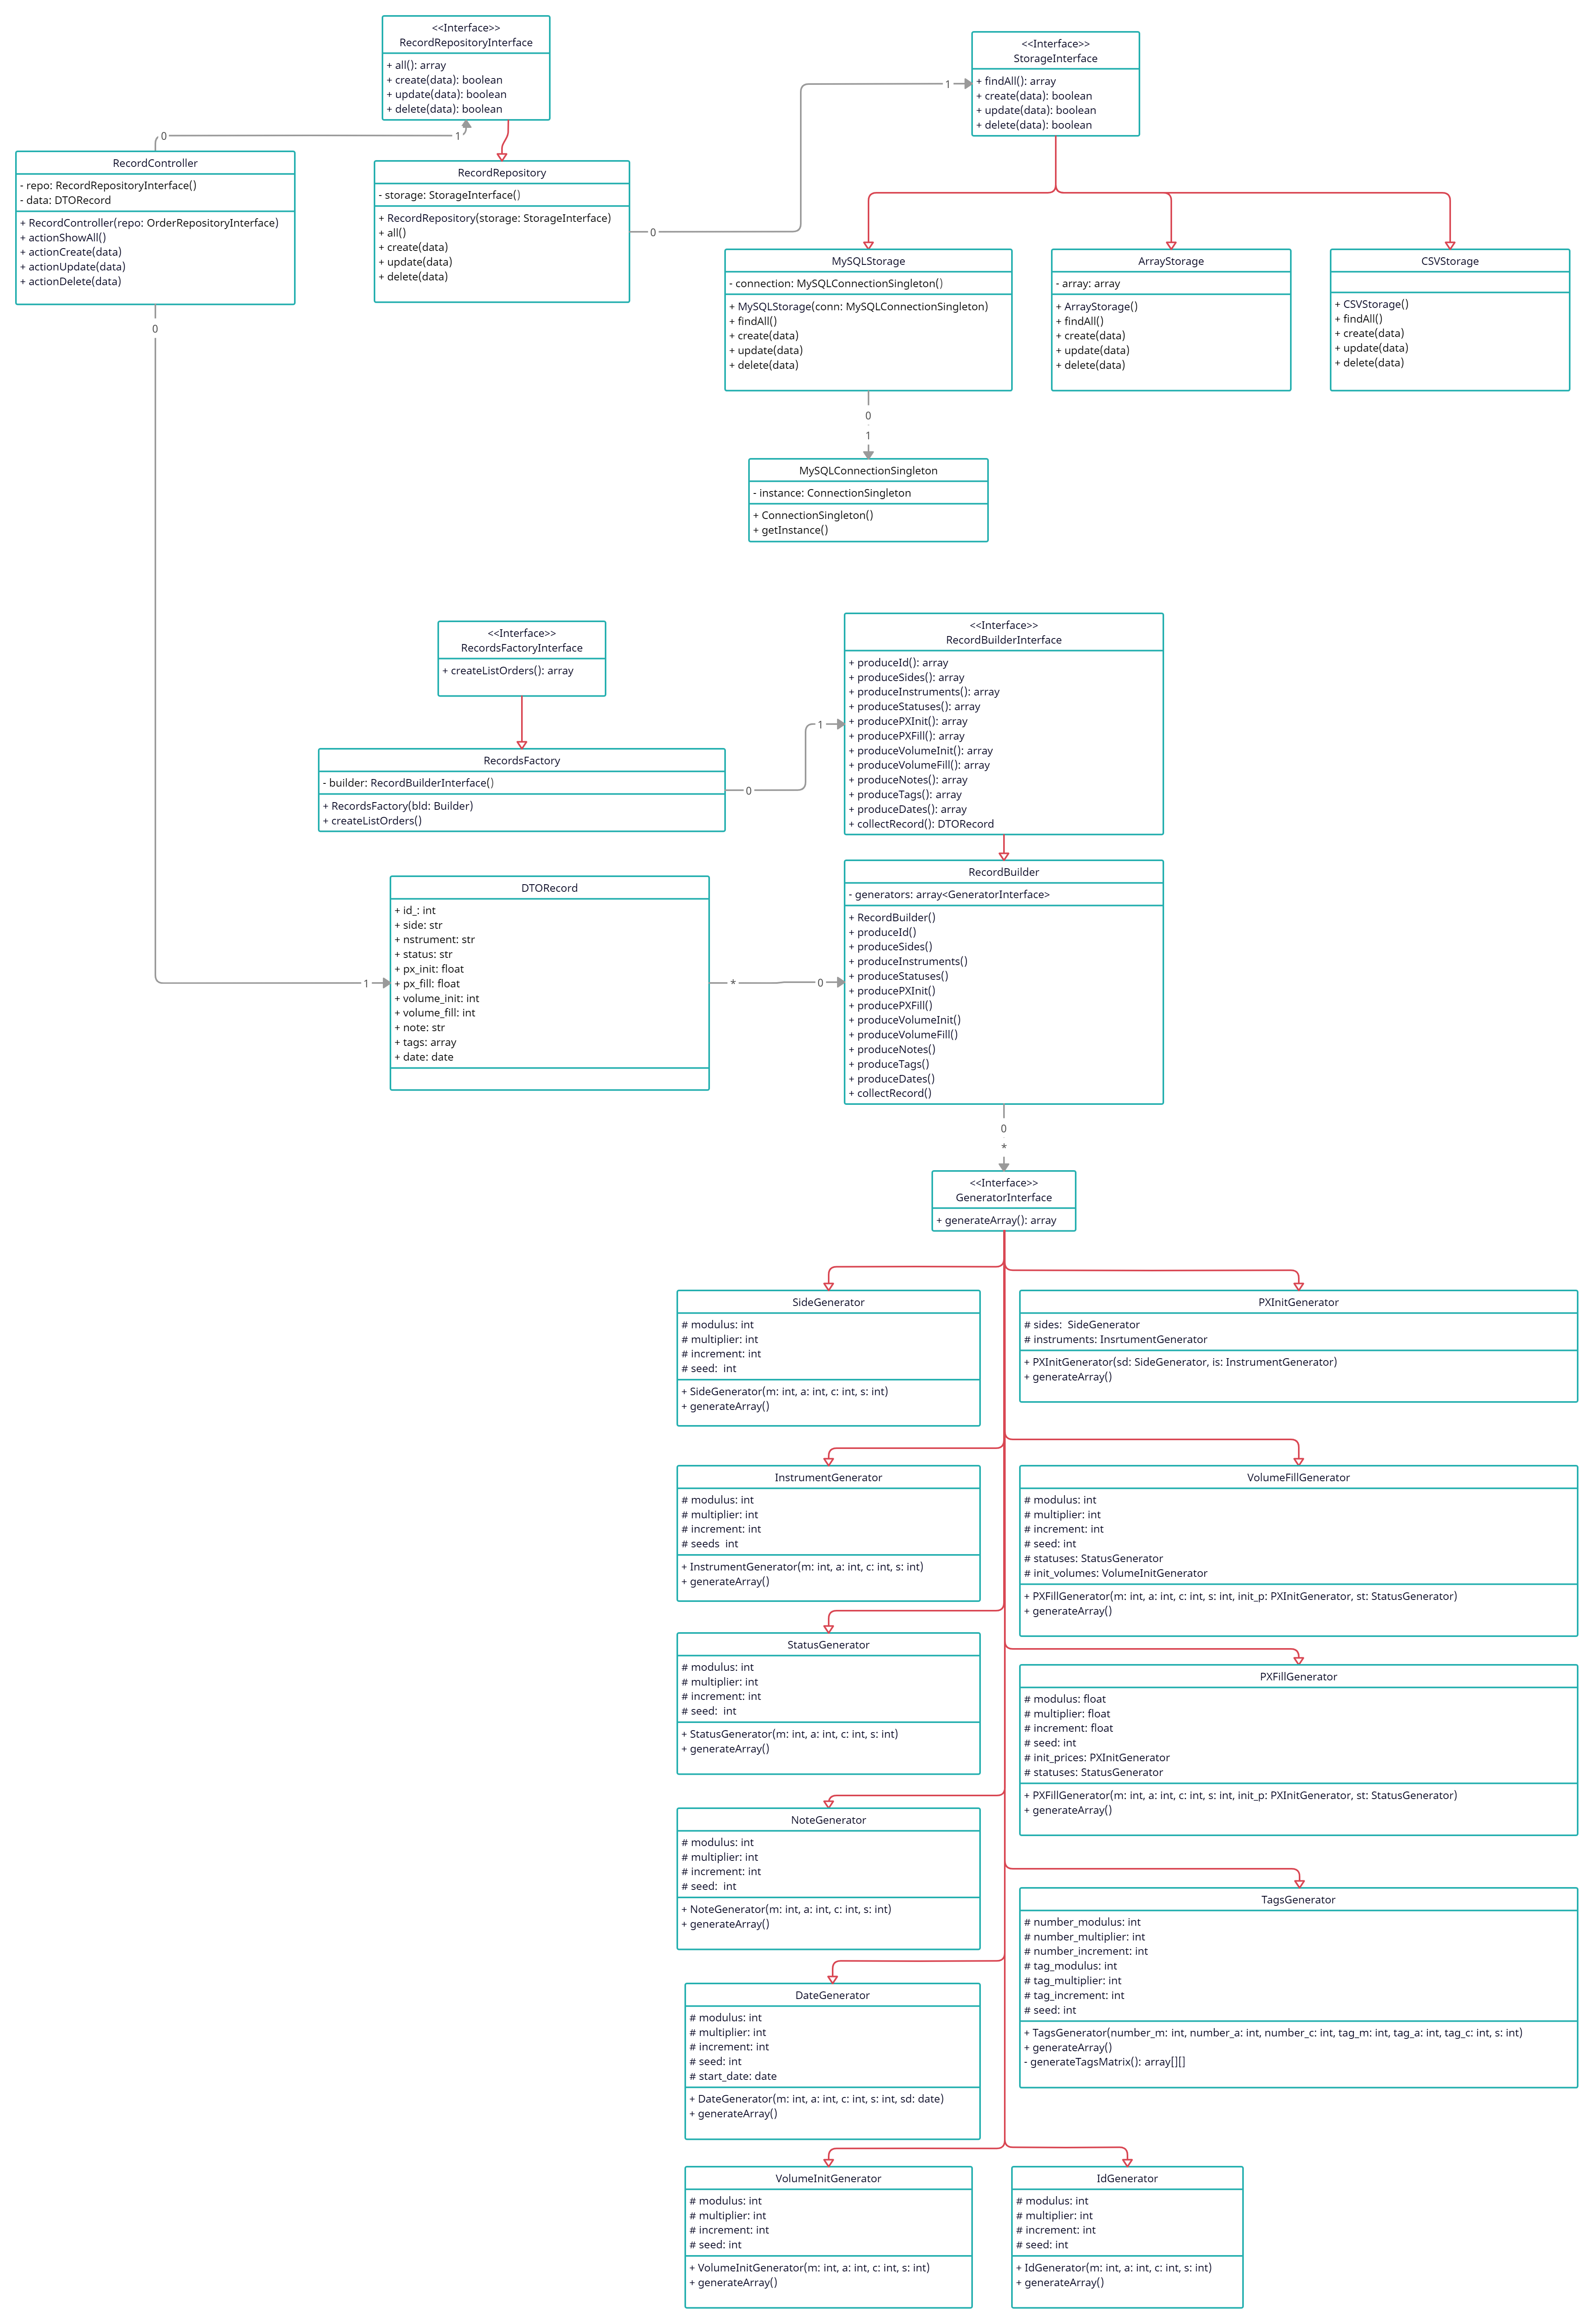 <<Interface>>
RecordRepositoryInterface
+ all(): array
+ create(data): boolean
+ update(data): boolean
+ delete(data): boolean
<<Interface>>
StorageInterface
+ findAll(): array
+ create(data): boolean
+ update(data): boolean
+ delete(data): boolean
0
1
1
0
RecordController
- repo: RecordRepositoryInterface()
- data: DTORecord
+ RecordController(repo: OrderRepositoryInterface)
+ actionShowAll()
+ actionCreate(data)
+ actionUpdate(data)
+ actionDelete(data)
RecordRepository
- storage: StorageInterface()
+ RecordRepository(storage: StorageInterface)
+ all()
+ create(data)
+ update(data)
+ delete(data)
MySQLStorage
- connection: MySQLConnectionSingleton()
+ MySQLStorage(conn: MySQLConnectionSingleton)
+ findAll()
+ create(data)
+ update(data)
+ delete(data)
ArrayStorage
- array: array
+ ArrayStorage()
+ findAll()
+ create(data)
+ update(data)
+ delete(data)
CSVStorage
+ CSVStorage()
+ findAll()
+ create(data)
+ update(data)
+ delete(data)
0
0
1
MySQLConnectionSingleton
- instance: ConnectionSingleton
+ ConnectionSingleton()
+ getInstance()
<<Interface>>
RecordsFactoryInterface
+ createListOrders(): array
<<Interface>>
RecordBuilderInterface
+ produceId(): array
+ produceSides(): array
+ produceInstruments(): array
+ produceStatuses(): array
+ producePXInit(): array
+ producePXFill(): array
+ produceVolumeInit(): array
+ produceVolumeFill(): array
+ produceNotes(): array
+ produceTags(): array
+ produceDates(): array
+ collectRecord(): DTORecord
RecordsFactory
- builder: RecordBuilderInterface()
+ RecordsFactory(bld: Builder)
+ createListOrders()
0
1
DTORecord
+ id_: int
+ side: str
+ nstrument: str
+ status: str
+ px_init: float
+ px_fill: float
+ volume_init: int
+ volume_fill: int
+ note: str
+ tags: array
+ date: date
1
*
0
RecordBuilder
- generators: array<GeneratorInterface>
+ RecordBuilder()
+ produceId()
+ produceSides()
+ produceInstruments()
+ produceStatuses()
+ producePXInit()
+ producePXFill()
+ produceVolumeInit()
+ produceVolumeFill()
+ produceNotes()
+ produceTags()
+ produceDates()
+ collectRecord()
0
*
<<Interface>>
GeneratorInterface
+ generateArray(): array
SideGenerator
# modulus: int
# multiplier: int
# increment: int
# seed:  int
+ SideGenerator(m: int, a: int, c: int, s: int)
+ generateArray()
PXInitGenerator
# sides:  SideGenerator
# instruments: InsrtumentGenerator
+ PXInitGenerator(sd: SideGenerator, is: InstrumentGenerator)
+ generateArray()
InstrumentGenerator
# modulus: int
# multiplier: int
# increment: int
# seeds  int
+ InstrumentGenerator(m: int, a: int, c: int, s: int)
+ generateArray()
VolumeFillGenerator
# modulus: int
# multiplier: int
# increment: int
# seed: int
# statuses: StatusGenerator
# init_volumes: VolumeInitGenerator
+ PXFillGenerator(m: int, a: int, c: int, s: int, init_p: PXInitGenerator, st: StatusGenerator)
+ generateArray()
StatusGenerator
# modulus: int
# multiplier: int
# increment: int
# seed:  int
+ StatusGenerator(m: int, a: int, c: int, s: int)
+ generateArray()
PXFillGenerator
# modulus: float
# multiplier: float
# increment: float
# seed: int
# init_prices: PXInitGenerator
# statuses: StatusGenerator
+ PXFillGenerator(m: int, a: int, c: int, s: int, init_p: PXInitGenerator, st: StatusGenerator)
+ generateArray()
NoteGenerator
# modulus: int
# multiplier: int
# increment: int
# seed:  int
+ NoteGenerator(m: int, a: int, c: int, s: int)
+ generateArray()
TagsGenerator
# number_modulus: int
# number_multiplier: int
# number_increment: int
# tag_modulus: int
# tag_multiplier: int
# tag_increment: int
# seed: int
+ TagsGenerator(number_m: int, number_a: int, number_c: int, tag_m: int, tag_a: int, tag_c: int, s: int)
+ generateArray()
- generateTagsMatrix(): array[][]
DateGenerator
# modulus: int
# multiplier: int
# increment: int
# seed: int
# start_date: date
+ DateGenerator(m: int, a: int, c: int, s: int, sd: date)
+ generateArray()
VolumeInitGenerator
# modulus: int
# multiplier: int
# increment: int
# seed: int
+ VolumeInitGenerator(m: int, a: int, c: int, s: int)
+ generateArray()
IdGenerator
# modulus: int
# multiplier: int
# increment: int
# seed: int
+ IdGenerator(m: int, a: int, c: int, s: int)
+ generateArray()